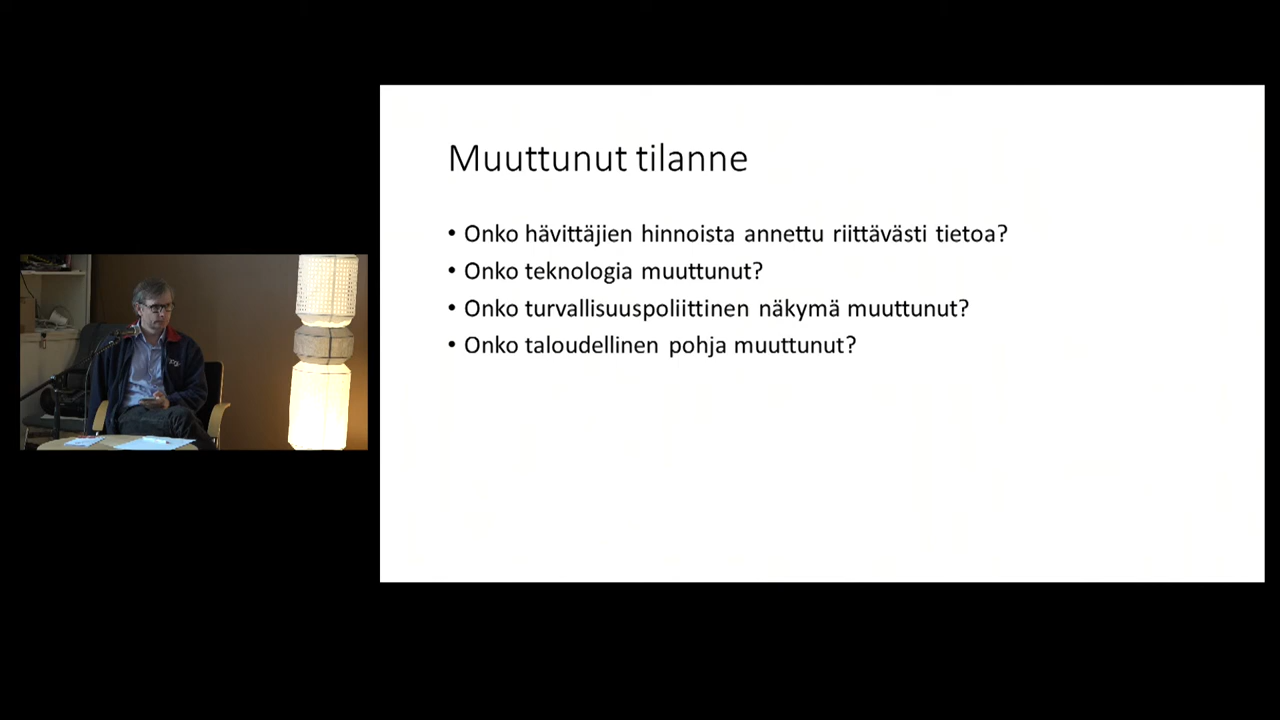 Muuttunut tilanne
• Onko hävittäjien hinnoista annettu riittävästi tietoa?
• Onko teknologia muuttunut?
• Onko turvallisuuspoliittinen näkymä muuttunut?
• Onko taloudellinen pohja muuttunut?